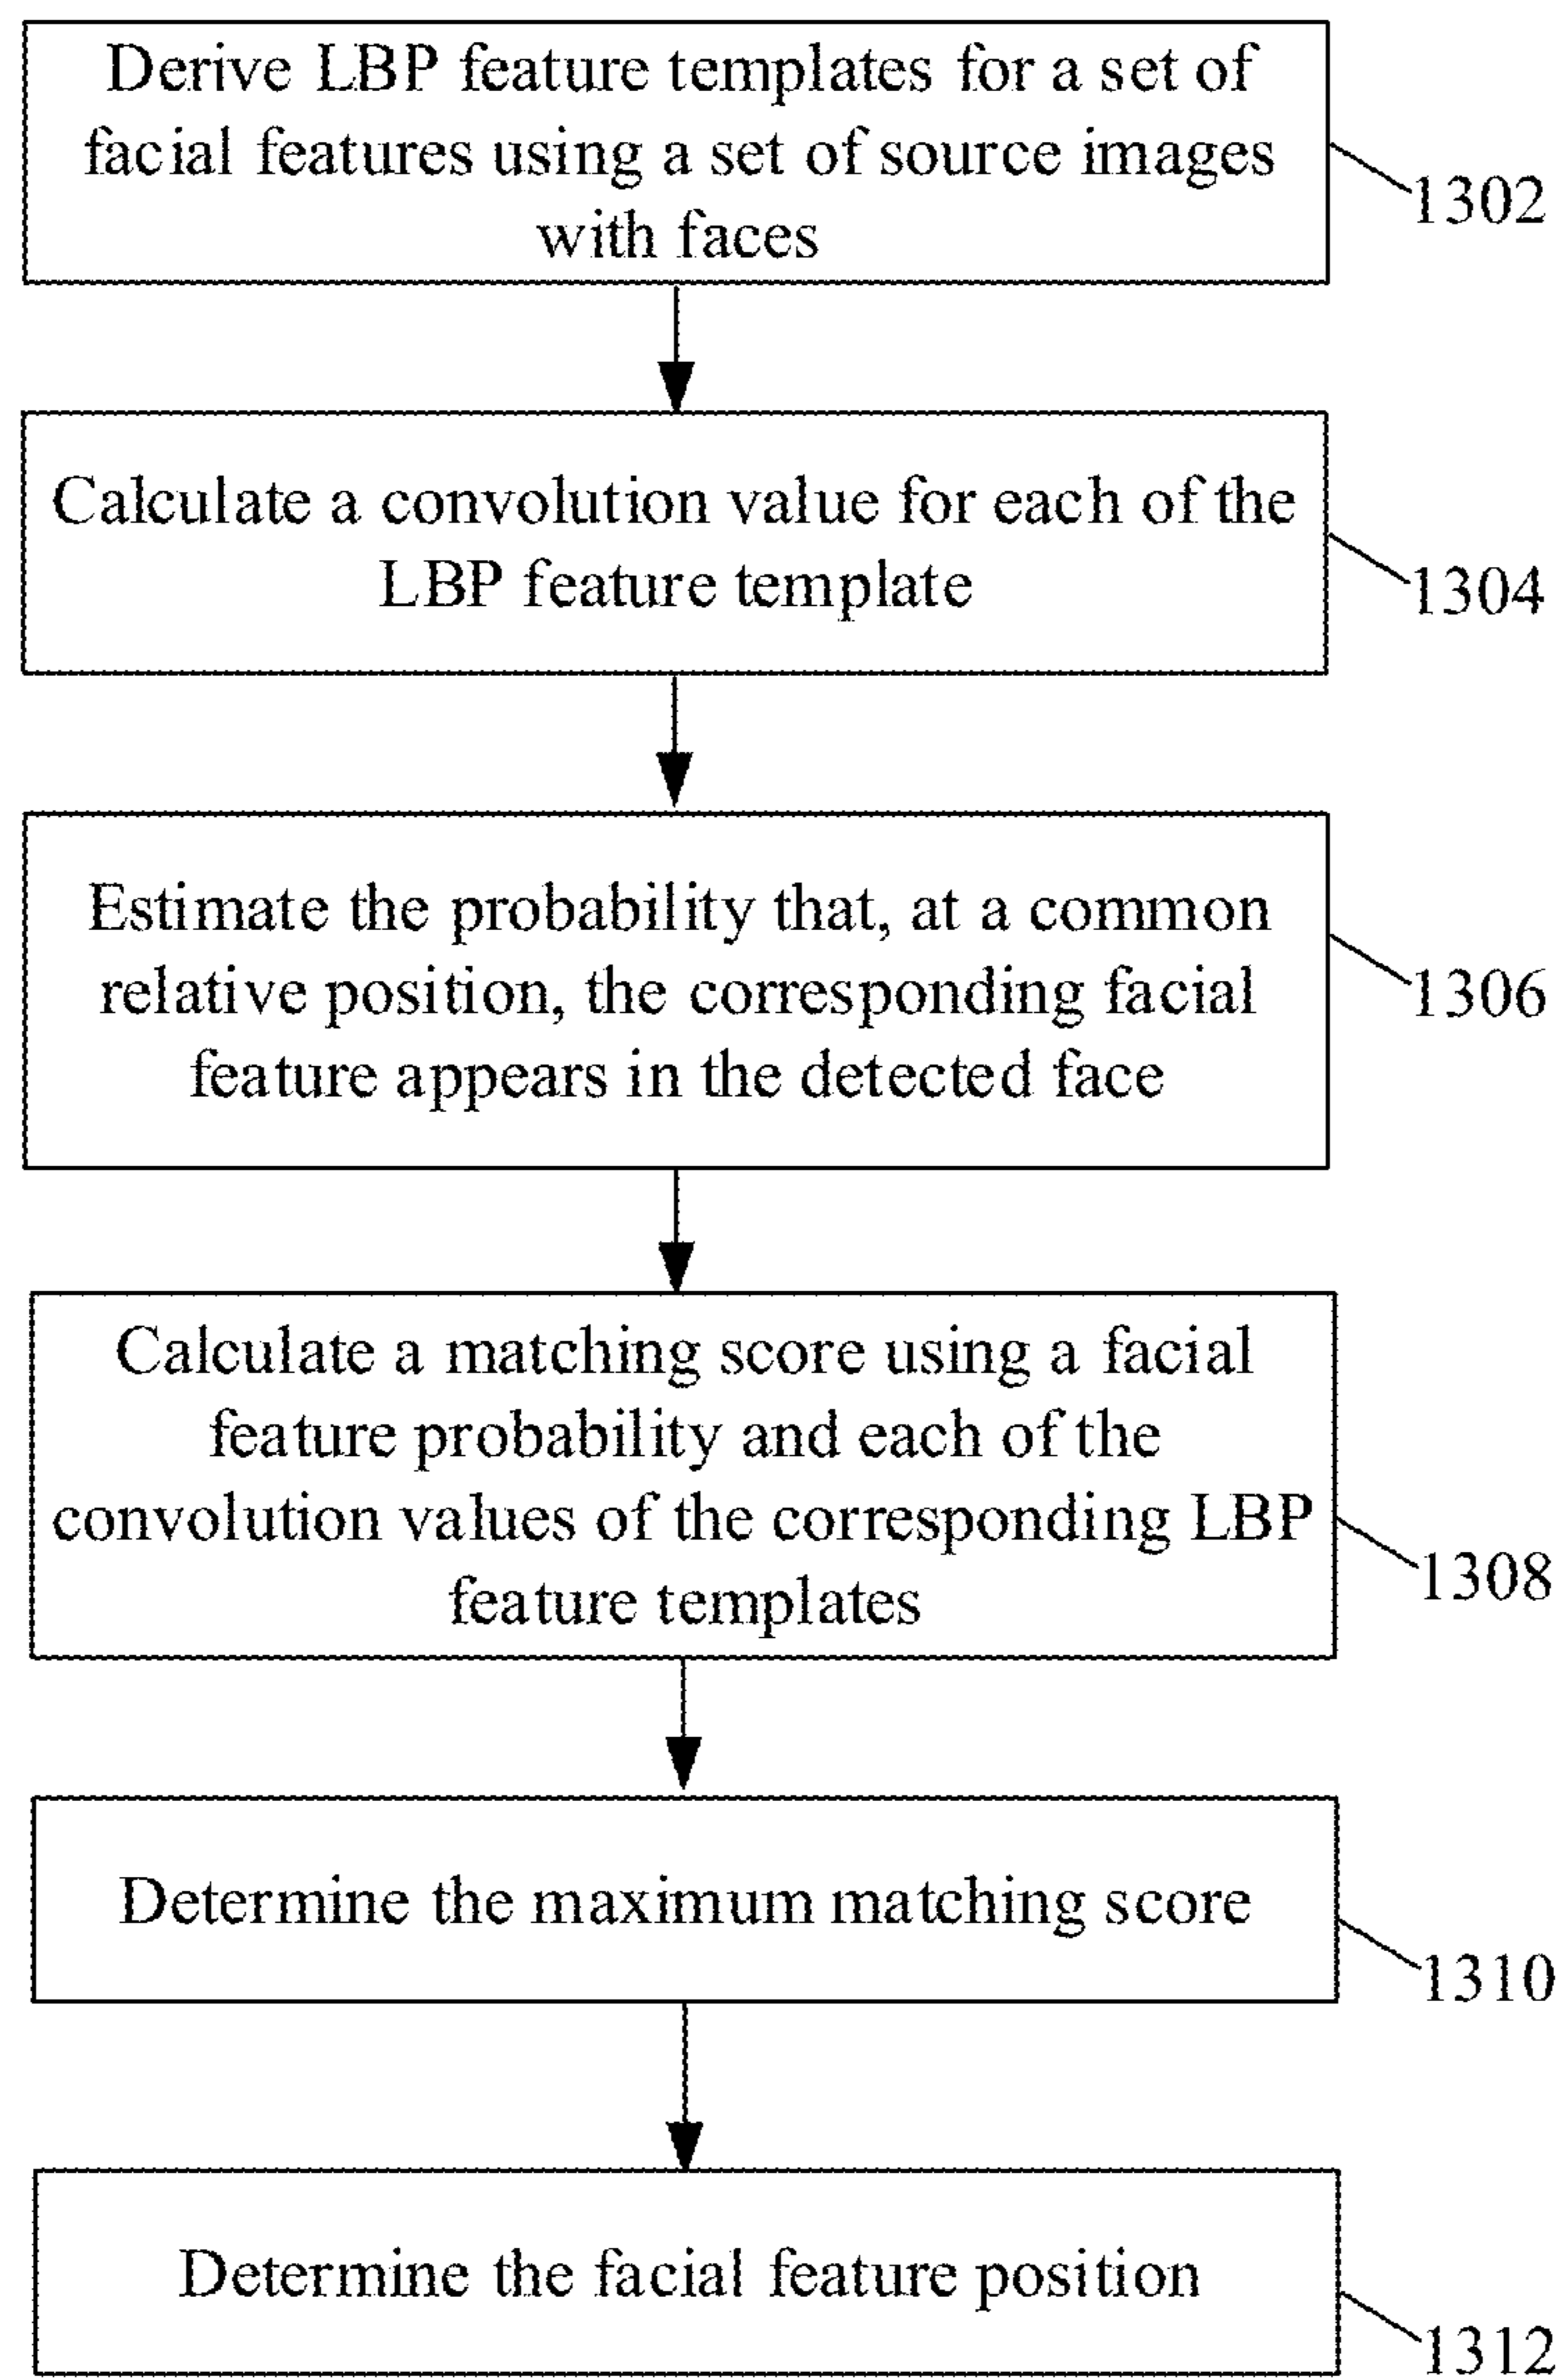 Derive LBP feature templates for a set of
facial features using a set of source images
with faces
1302
Calculate a convolution value for each of the
LBP feature template
1304
Estimate the probability that, at a common
relative position, the corresponding facial
feature appears in the detected face
1306
Calculate a matching score using a facial
feature probability and each of the
convolution values of the corresponding LBP
feature templates
1308
Determine the maximum matching score
1310
Determine the facial feature position
1312